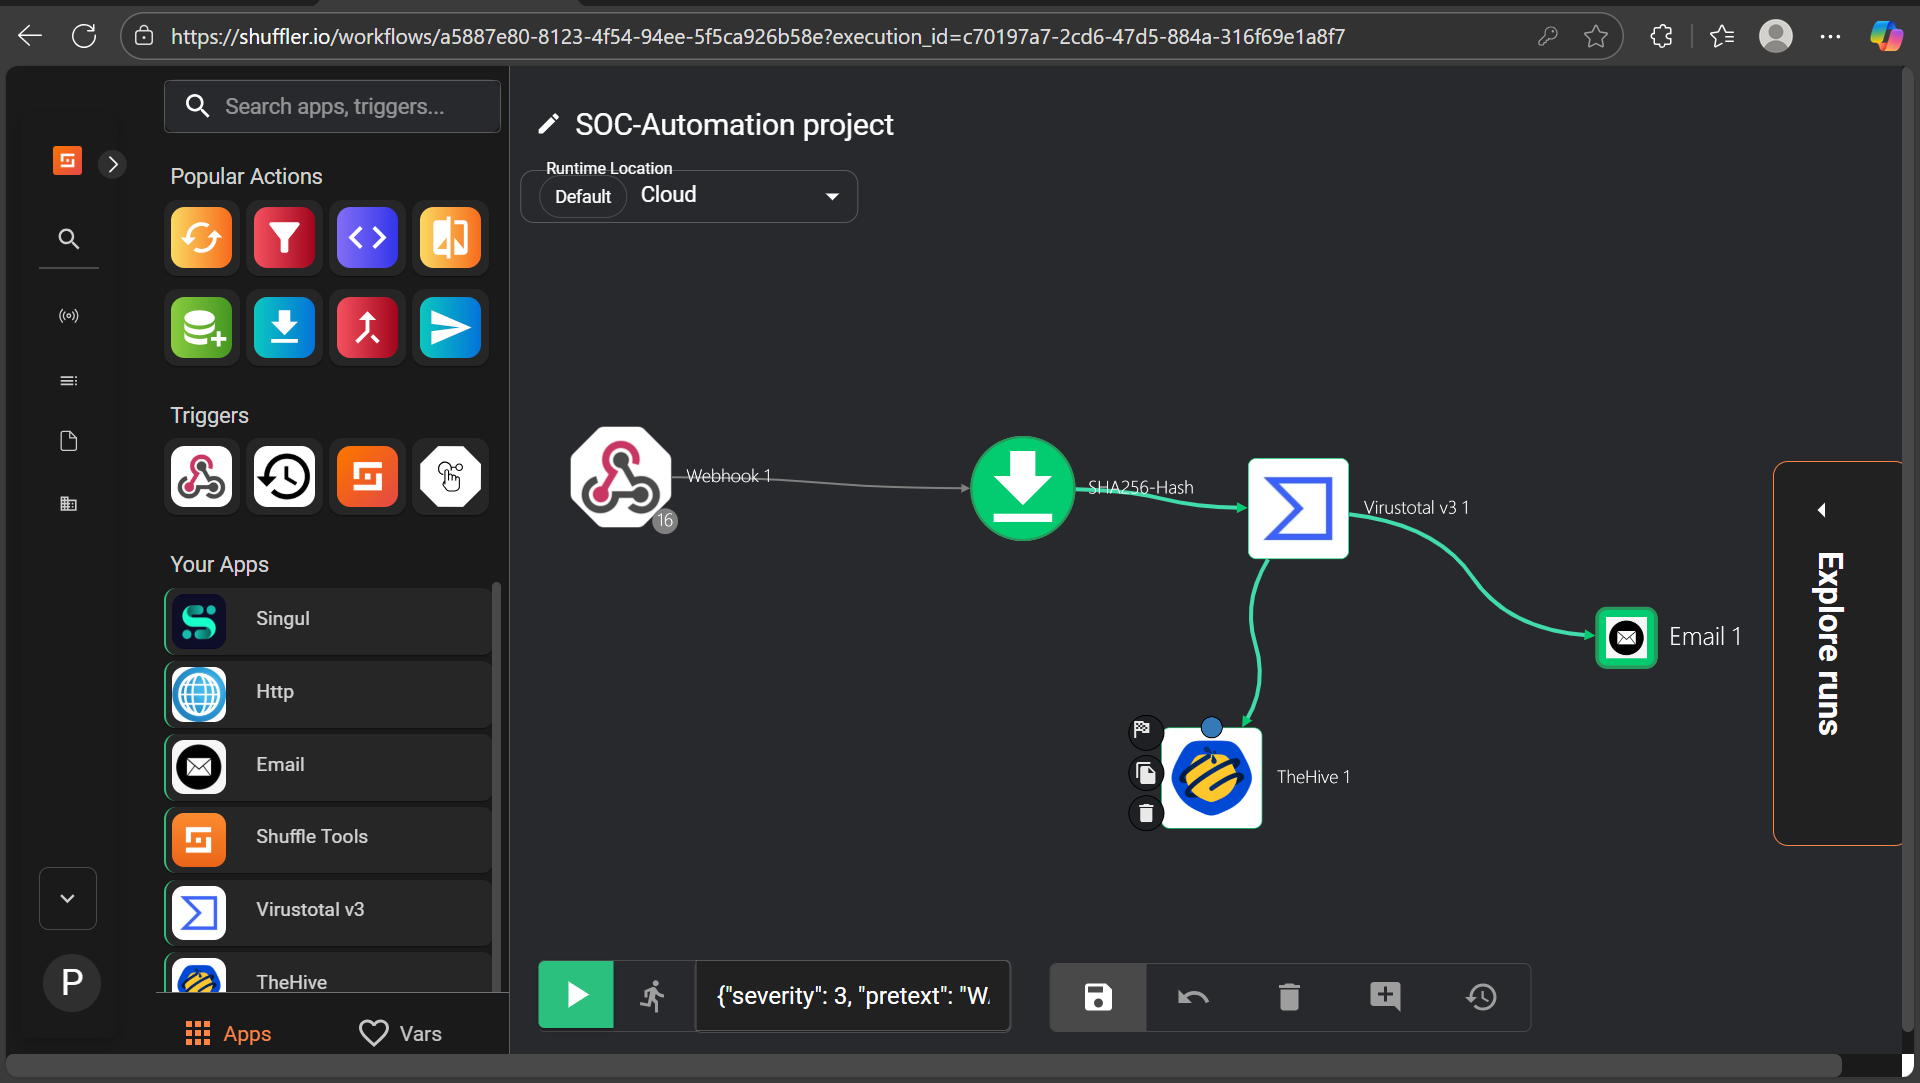 https://shuffler.io/workflows/a5887e80-8123-4f54-94ee-5f5ca926b58e?execution_id=c70197a7-2cd6-47d5-884a-316f69e1a8f7
Search apps, triggers...
Popular Actions
Triggers
Your Apps
Singul
Http
Email
Shuffle Tools
Virustotal v3
TheHive
Apps
Vars
P
SOC-Automation project
Runtime Location
Default
Cloud
Webhook 1
16
SHA256-Hash
Virustotal v3 1
Email 1
TheHive 1
Explore runs
{"severity": 3, "pretext": "W